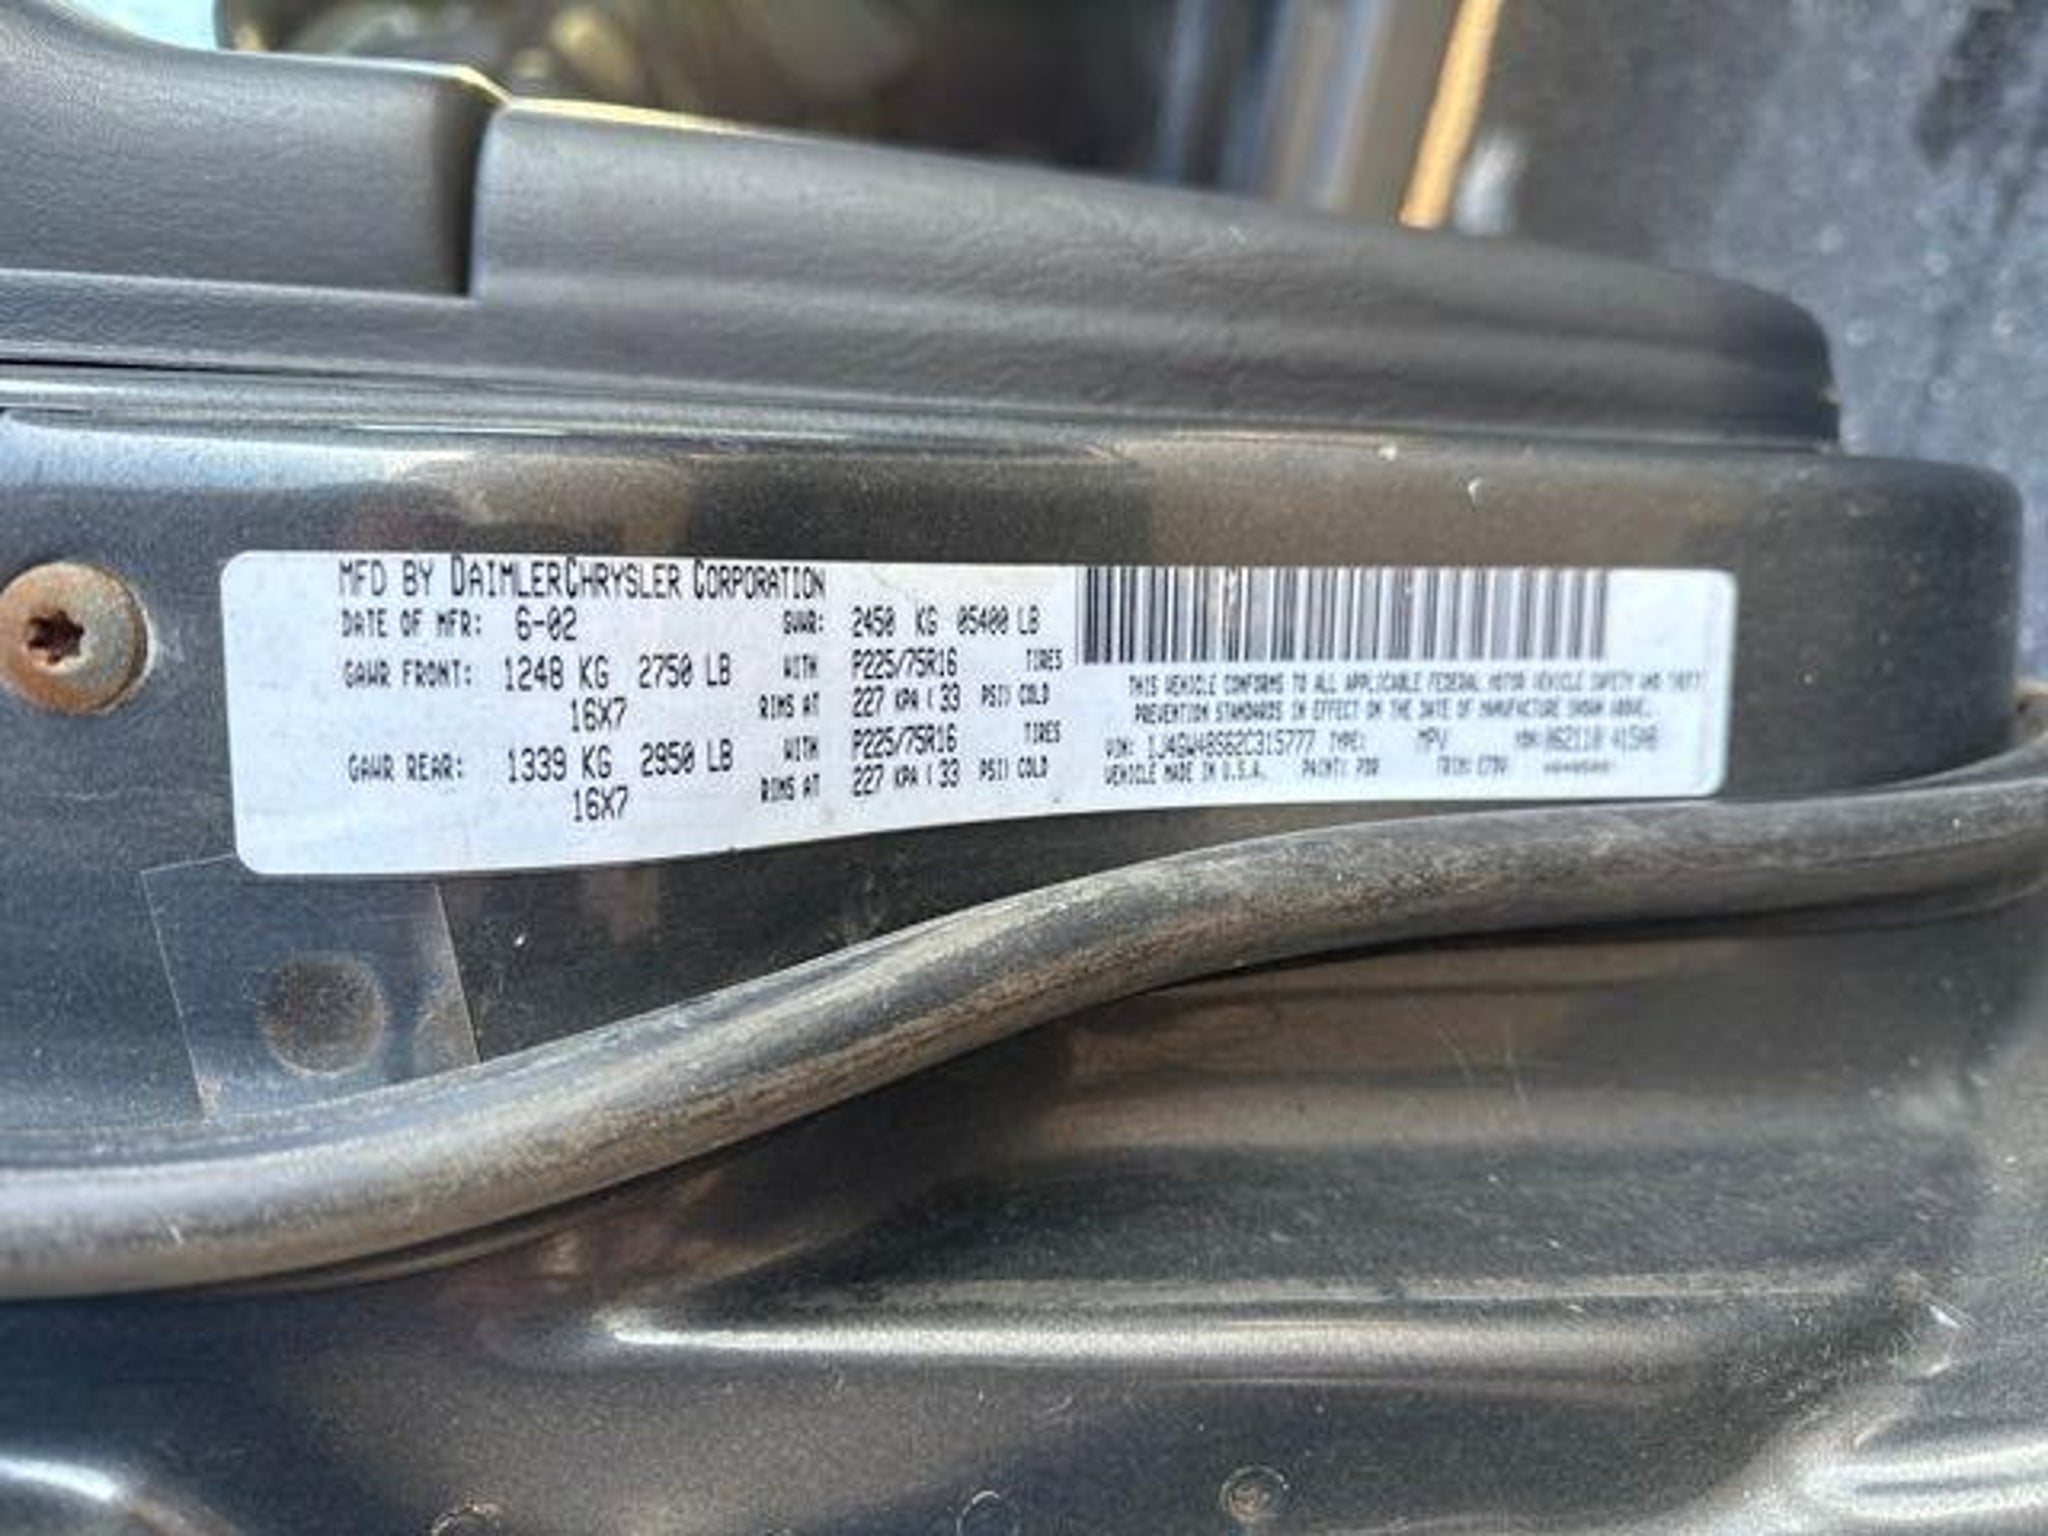 MFD BY DAIMLERCHRYSLER CORPORATION
DATE OF MFR: 6-02 GVWR: 2450 KG 05400 LB
GAWR FRONT: 1248 KG 2750 LB WITH P225/75R16 TIRES
16X7 RIMS AT 227 KPA ( 33 PSI) COLD
GAWR REAR: 1339 KG 2950 LB WITH P225/75R16 TIRES
16X7 RIMS AT 227 KPA ( 33 PSI) COLD
THIS VEHICLE CONFORMS TO ALL APPLICABLE FEDERAL MOTOR VEHICLE SAFETY AND THEFT
PREVENTION STANDARDS IN EFFECT ON THE DATE OF MANUFACTURE SHOWN ABOVE.
VIN: 1J4GW48S62C315777 TYPE: MPV MDH:
VEHICLE MADE IN U.S.A. PAINT: PDR TRIM: